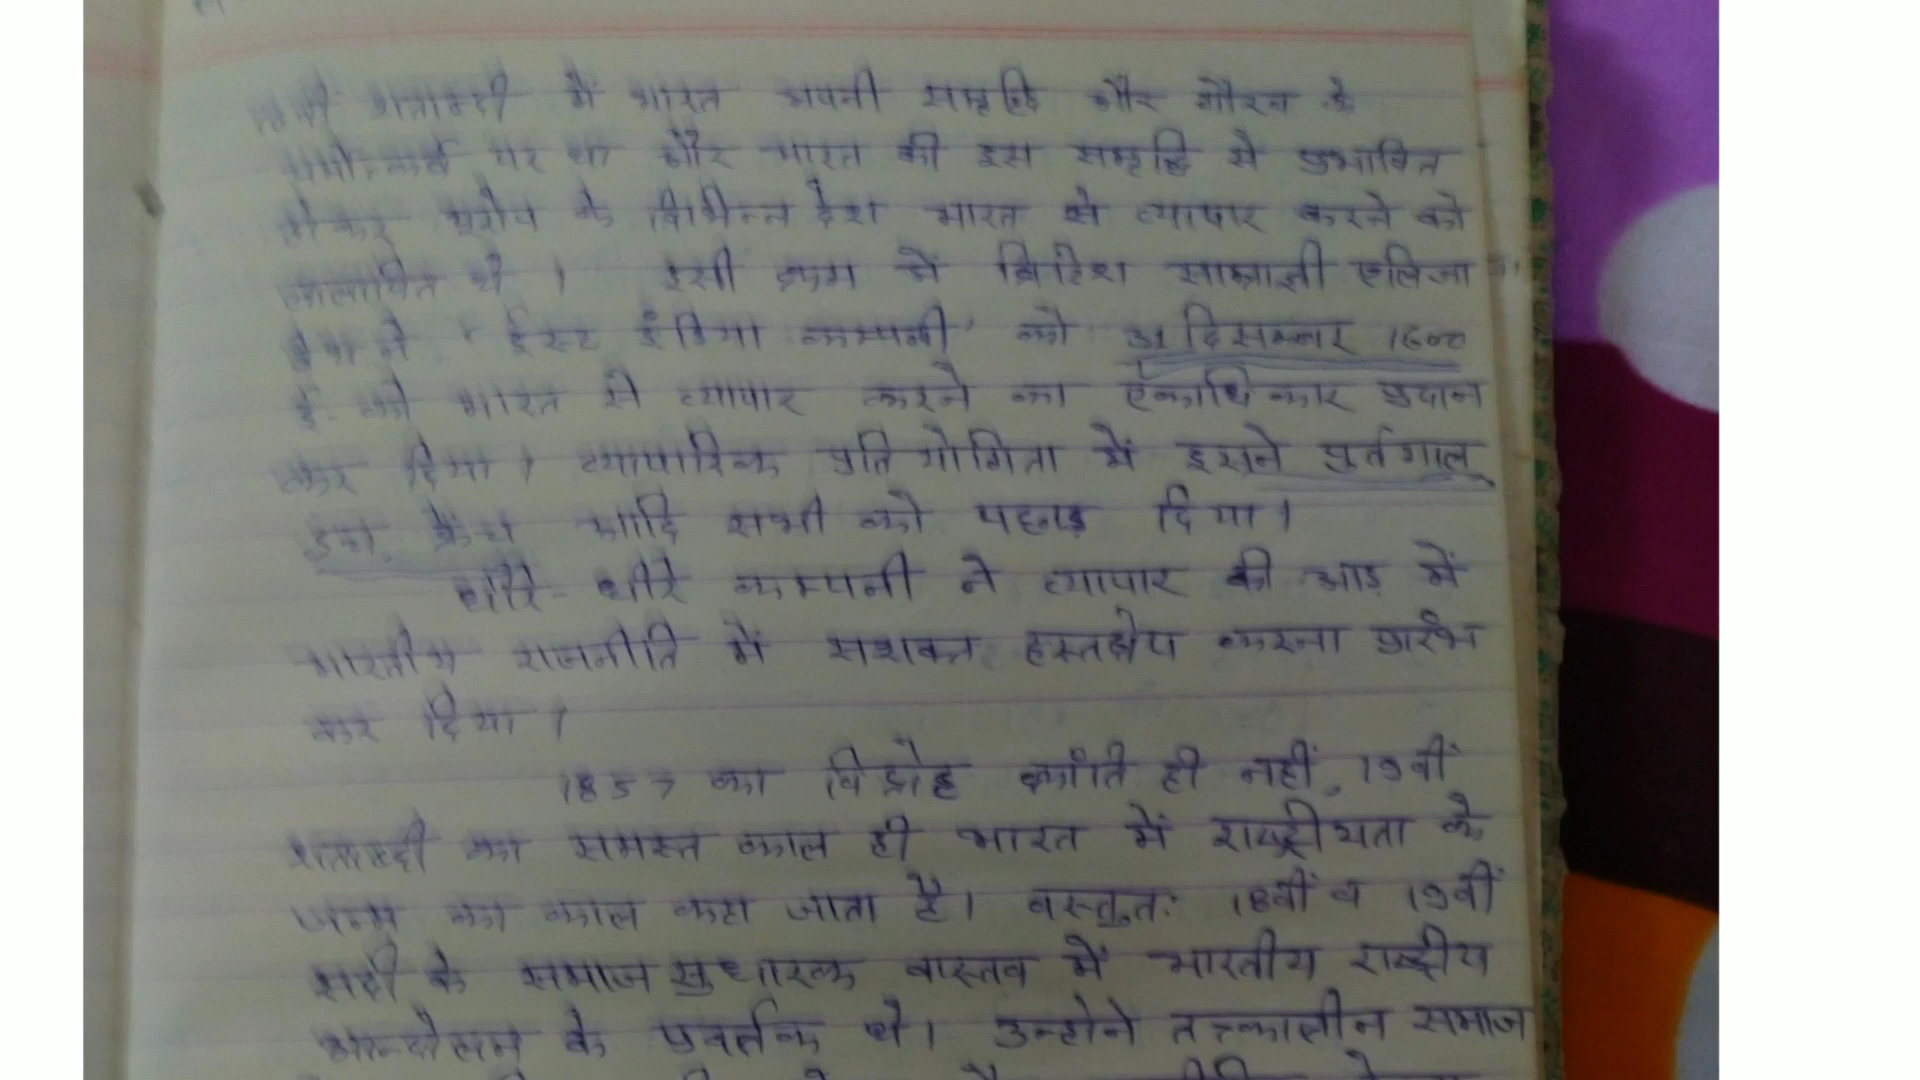 शताब्दी में भारत अपनी समृद्धि और गौरव के
चर्मोत्कर्ष पर था और भारत की इस समृद्धि से प्रभावित
होकर यूरोप के विभिन्न देश भारत से व्यापार करने को
लालायित थे । इसी क्रम में ब्रिटिश साम्राज्ञी एलिजा
ने 'ईस्ट इंडिया कम्पनी' को 31 दिसम्बर 1600
ई. को भारत से व्यापार करने का एकाधिकार प्रदान
कर दिया । व्यापारिक प्रतियोगिता में इसने पुर्तगाल
डच, फ्रेंच आदि सभी को पछाड़ दिया ।
धीरे - धीरे कम्पनी ने व्यापार की आड़ में
भारतीय राजनीति में सशक्त हस्तक्षेप करना प्रारंभ
कर दिया ।
1857 का विद्रोह क्रांति ही नहीं, 19वीं
शताब्दी का समस्त काल ही भारत में राष्ट्रीयता के
जन्म का काल कहा जाता है । वस्तुतः 18वीं व 19वीं
सदी के समाज सुधारक वास्तव में भारतीय राष्ट्रीय
आन्दोलन के प्रवर्तक थे । उन्होने तत्कालीन समाज